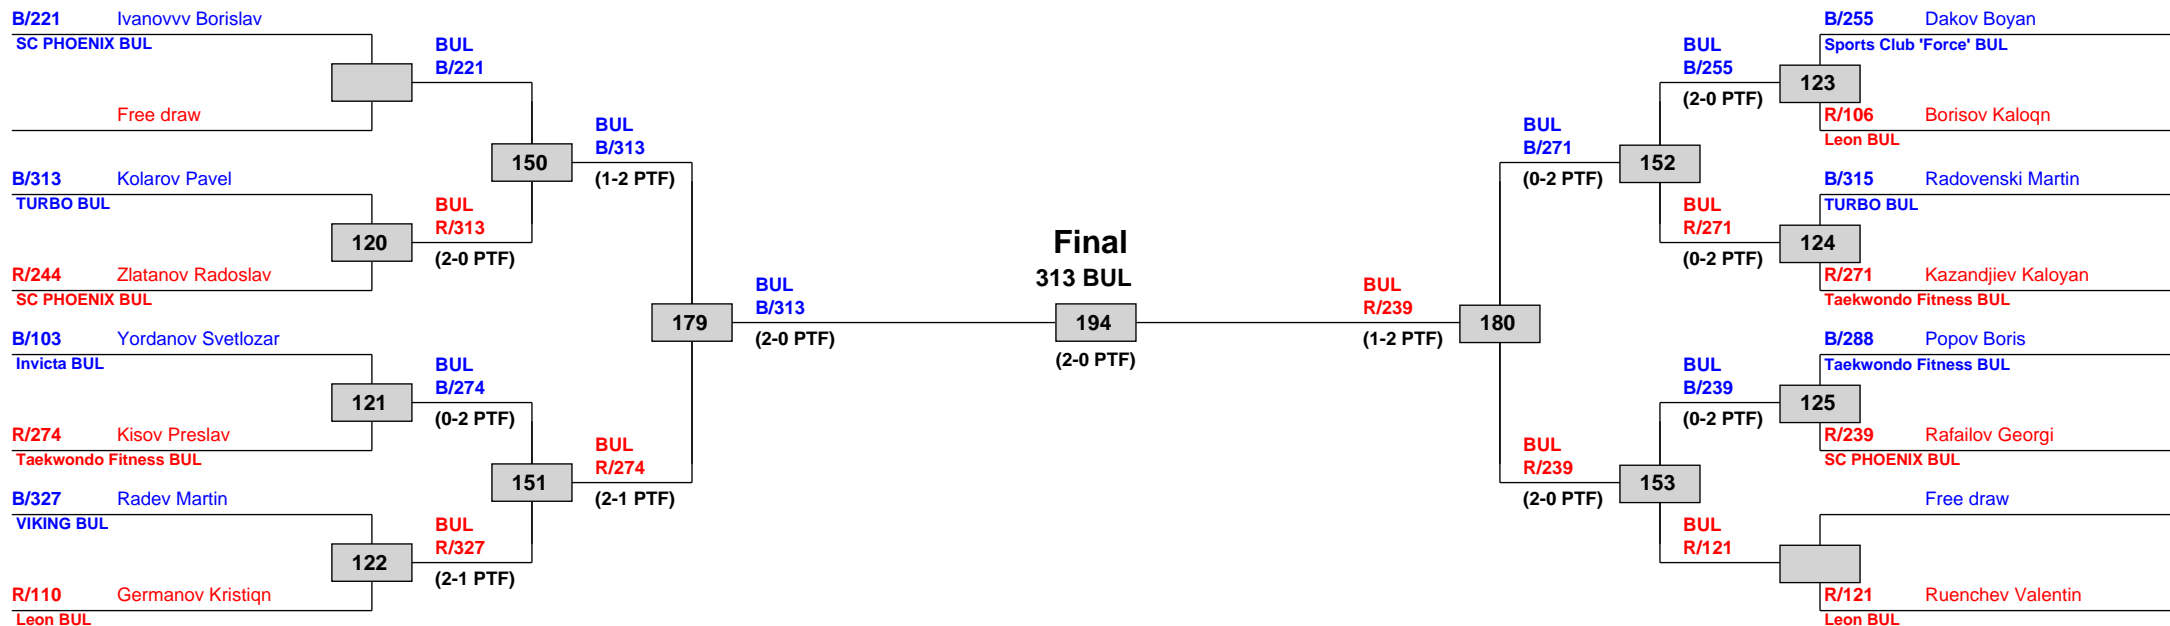 B/221 Ivanovvv Borislav
SC PHOENIX BUL
BUL
B/221
Free draw
BUL
B/313
150
(1-2 PTF)
B/313 Kolarov Pavel
TURBO BUL
BUL
R/313
120
(2-0 PTF)
R/244 Zlatanov Radoslav
SC PHOENIX BUL
BUL
B/313
179
(2-0 PTF)
B/103 Yordanov Svetlozar
Invicta BUL
BUL
B/274
121
(0-2 PTF)
R/274 Kisov Preslav
Taekwondo Fitness BUL
BUL
R/274
151
(2-1 PTF)
B/327 Radev Martin
VIKING BUL
BUL
R/327
122
(2-1 PTF)
R/110 Germanov Kristiqn
Leon BUL
Final
313 BUL
194
(2-0 PTF)
BUL
R/239
180
(1-2 PTF)
BUL
B/271
152
(0-2 PTF)
BUL
R/239
153
(2-0 PTF)
B/255 Dakov Boyan
Sports Club 'Force' BUL
BUL
B/255
123
(2-0 PTF)
R/106 Borisov Kaloqn
Leon BUL
B/315 Radovenski Martin
TURBO BUL
BUL
R/271
124
(0-2 PTF)
R/271 Kazandjiev Kaloyan
Taekwondo Fitness BUL
B/288 Popov Boris
Taekwondo Fitness BUL
BUL
B/239
125
(0-2 PTF)
R/239 Rafailov Georgi
SC PHOENIX BUL
Free draw
BUL
R/121
R/121 Ruenchev Valentin
Leon BUL